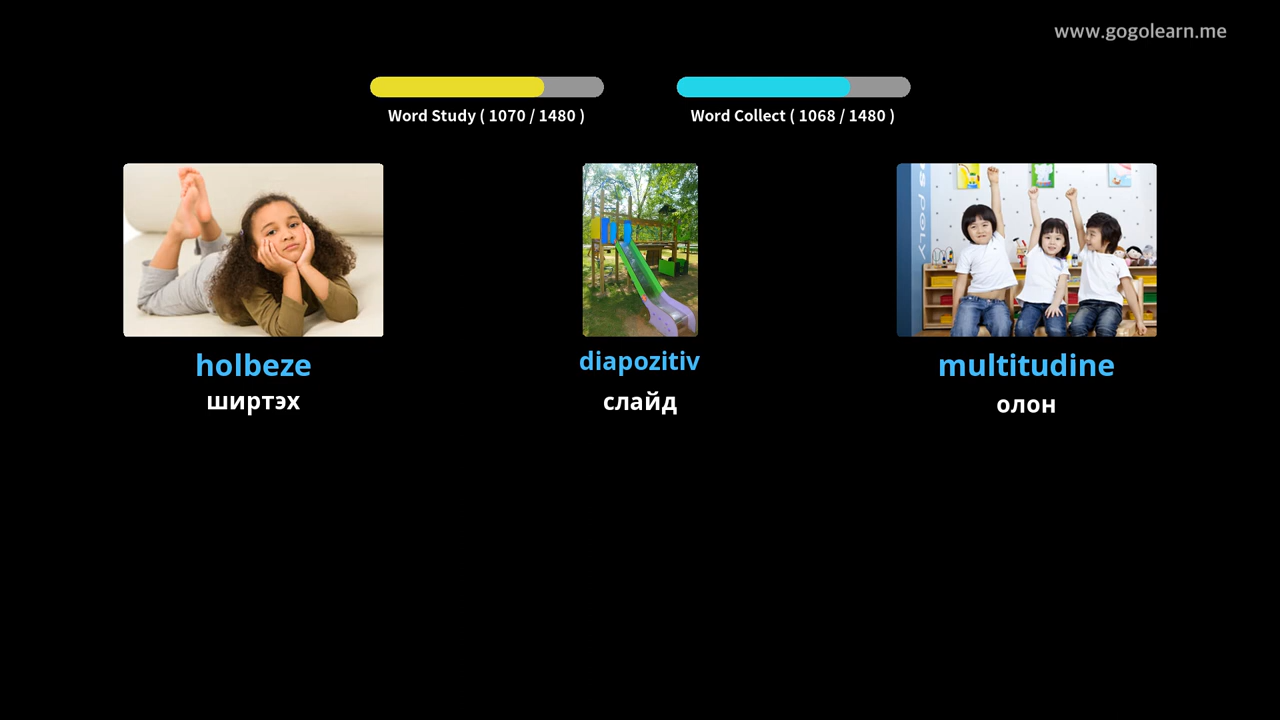 www.gogolearn.me
Word Study ( 1070 / 1480 )
Word Collect ( 1068 / 1480 )
holbeze
ширтэх
diapozitiv
слайд
multitudine
олон